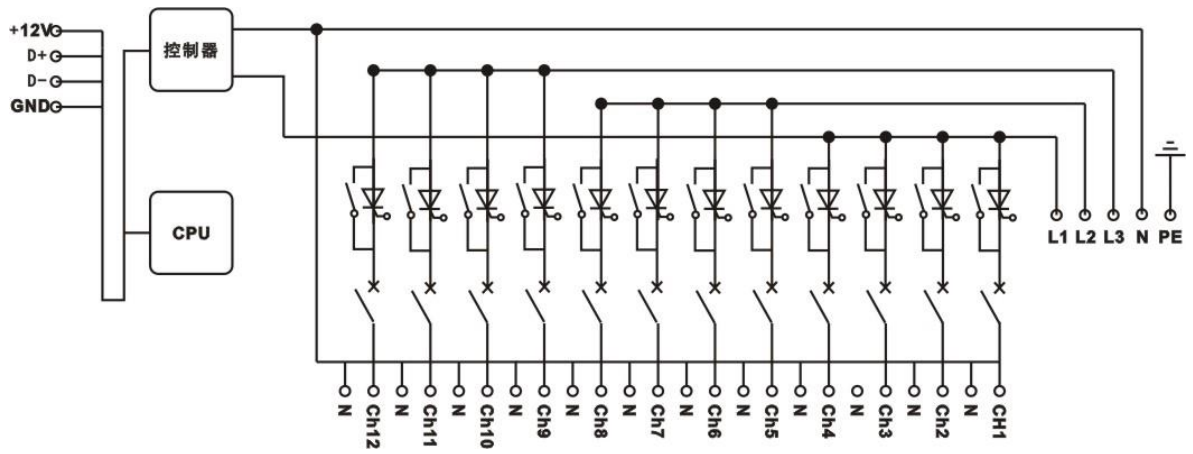 +12V
D+
D-
GND
控制器
CPU
L1 L2 L3 N PE
N Ch12 N Ch11 N Ch10 N Ch9 N Ch8 N Ch7 N Ch6 N Ch5 N Ch4 N Ch3 N Ch2 N CH1